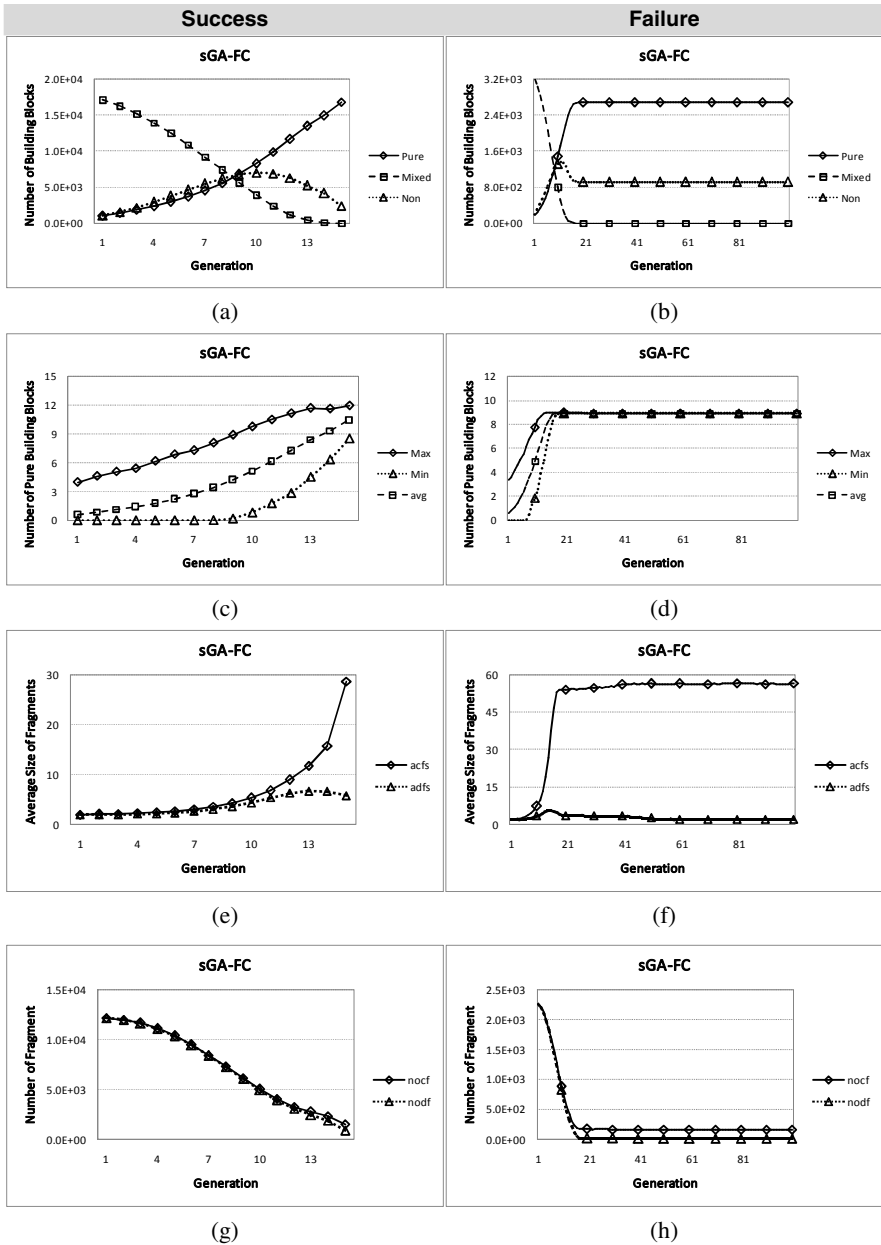 Success
Failure
sGA-FC
Number of Building Blocks
2.0E+04
1.5E+04
1.0E+04
5.0E+03
0.0E+00
1 4 7 10 13
Generation
Pure
Mixed
Non
(a)
sGA-FC
Number of Building Blocks
3.2E+03
2.4E+03
1.6E+03
8.0E+02
0.0E+00
1 21 41 61 81
Generation
Pure
Mixed
Non
(b)
sGA-FC
Number of Pure Building Blocks
15
12
9
6
3
0
1 4 7 10 13
Generation
Max
Min
avg
(c)
sGA-FC
Number of Pure Building Blocks
12
10
8
6
4
2
0
1 21 41 61 81
Generation
Max
Min
avg
(d)
sGA-FC
Average Size of Fragments
30
20
10
0
1 4 7 10 13
Generation
acfs
adfs
(e)
sGA-FC
Average Size of Fragments
60
45
30
15
0
1 21 41 61 81
Generation
acfs
adfs
(f)
sGA-FC
Number of Fragment
1.5E+04
1.0E+04
5.0E+03
0.0E+00
1 4 7 10 13
Generation
nocf
nodf
(g)
sGA-FC
Number of Fragment
2.5E+03
2.0E+03
1.5E+03
1.0E+03
5.0E+02
0.0E+00
1 21 41 61 81
Generation
nocf
nodf
(h)